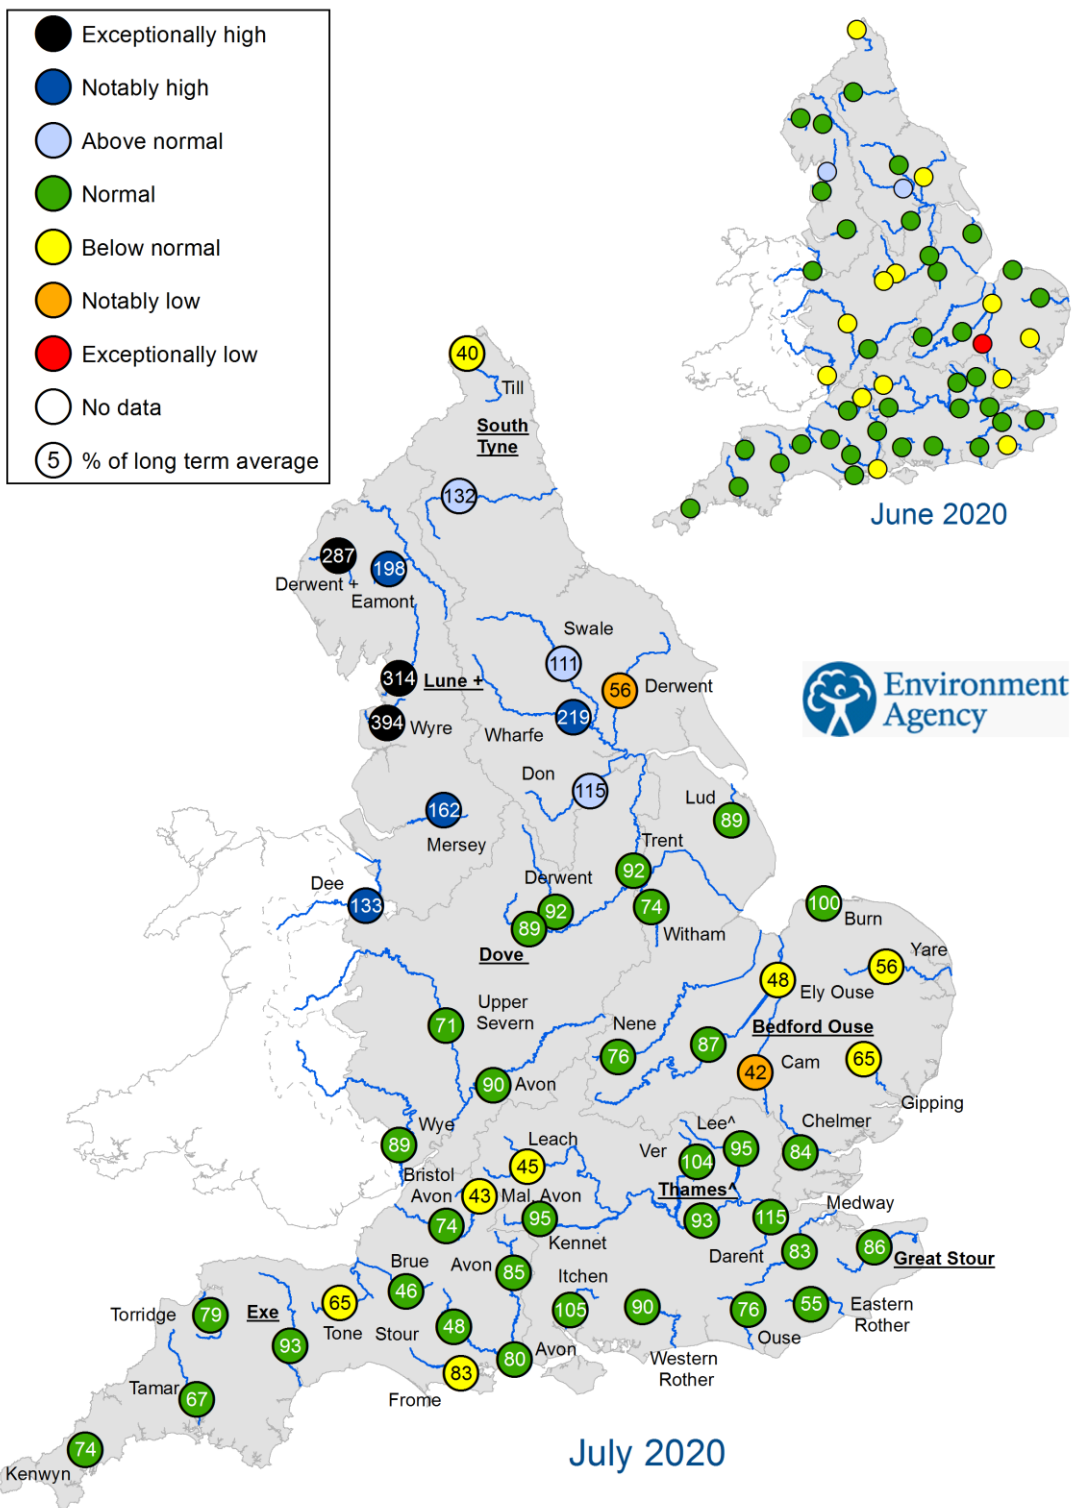 Exceptionally high
Notably high
Above normal
Normal
Below normal
Notably low
Exceptionally low
No data
5 % of long term average
June 2020
Environment
Agency
40
Till
South
Tyne
132
287
Derwent +
198
Eamont
Swale
111
314
Lune +
56
Derwent
394
Wyre
Wharfe
219
Don
115
162
Mersey
Lud
89
Trent
92
Dee
133
Derwent
92
89
Dove
74
Witham
100
Burn
Yare
56
48
Ely Ouse
Upper
Severn
71
Nene
76
Bedford Ouse
87
42
Cam
65
Gipping
90
Avon
Wye
89
Leach
45
Ver
104
Lee^
95
Chelmer
84
Bristol
Avon
74
43
Mal. Avon
95
Kennet
Thames^
93
115
Darent
Medway
83
86
Great Stour
Brue
46
Avon
85
Itchen
105
90
Western
Rother
76
Ouse
55
Eastern
Rother
Torridge
79
Exe
93
65
Tone
Stour
48
80
Avon
83
Frome
Tamar
67
74
Kenwyn
July 2020